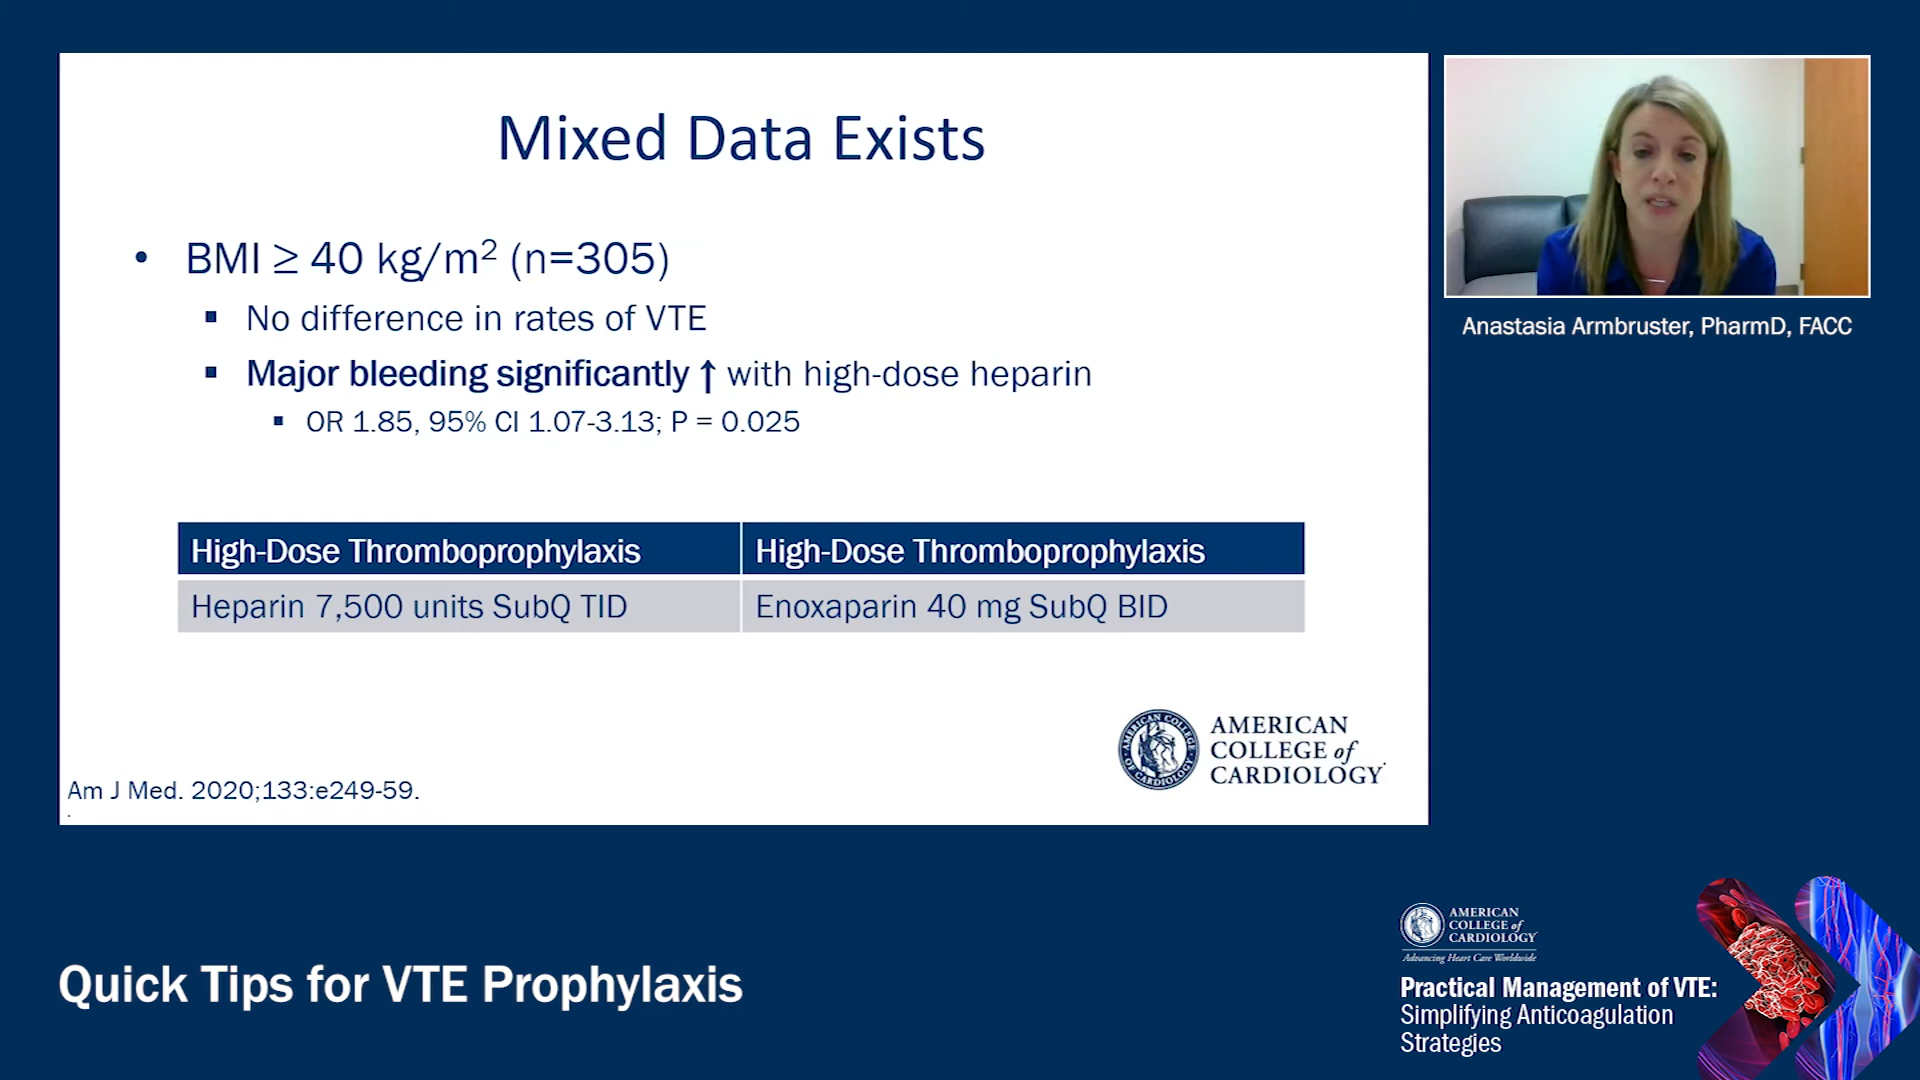 Mixed Data Exists
• BMI ≥ 40 kg/m² (n=305)
▪ No difference in rates of VTE
▪ Major bleeding significantly ↑ with high-dose heparin
▪ OR 1.85, 95% CI 1.07-3.13; P = 0.025
High-Dose Thromboprophylaxis High-Dose Thromboprophylaxis
Heparin 7,500 units SubQ TID Enoxaparin 40 mg SubQ BID
AMERICAN
COLLEGE of
CARDIOLOGY
Am J Med. 2020;133:e249-59.
.
Anastasia Armbruster, PharmD, FACC
Quick Tips for VTE Prophylaxis
AMERICAN
COLLEGE of
CARDIOLOGY
Advancing Heart Care Worldwide
Practical Management of VTE:
Simplifying Anticoagulation
Strategies